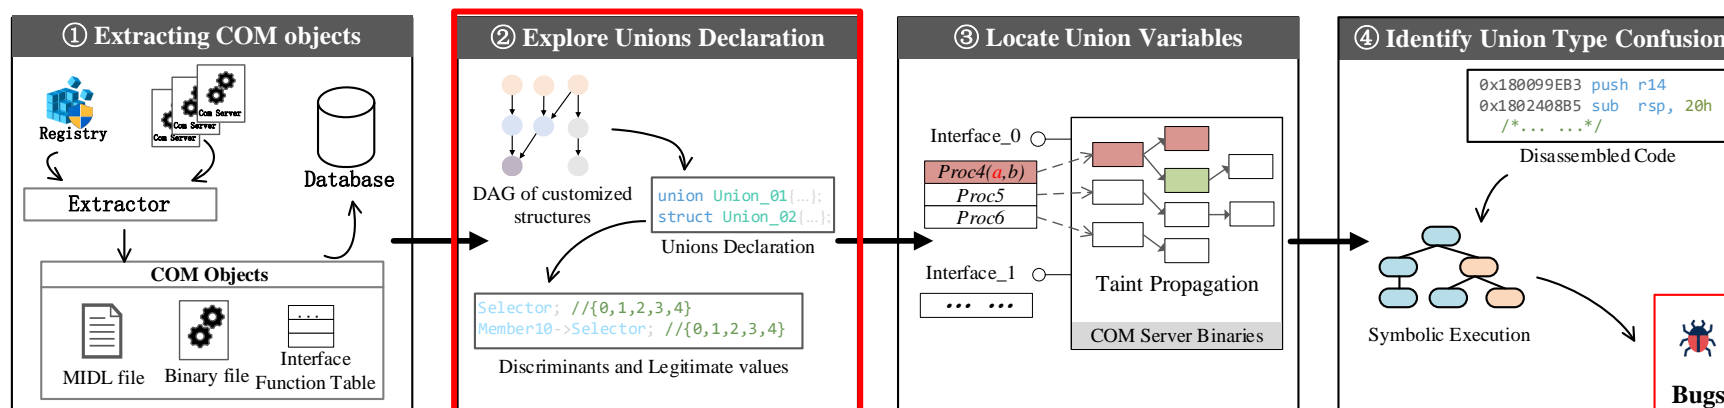 ① Extracting COM objects
Registry
Com Server
Com Server
Com Server
Database
Extractor
COM Objects
MIDL file
Binary file
...
Interface
Function Table
② Explore Unions Declaration
DAG of customized
structures
union Union_01{...};
struct Union_02{...};
Unions Declaration
Selector; //{0,1,2,3,4}
Member10->Selector; //{0,1,2,3,4}
Discriminants and Legitimate values
③ Locate Union Variables
Interface_0
Proc4(a,b)
Proc5
Proc6
Interface_1
... ...
Taint Propagation
COM Server Binaries
④ Identify Union Type Confusion
0x180099EB3 push r14
0x1802408B5 sub rsp, 20h
/*... ...*/
Disassembled Code
Symbolic Execution
Bugs